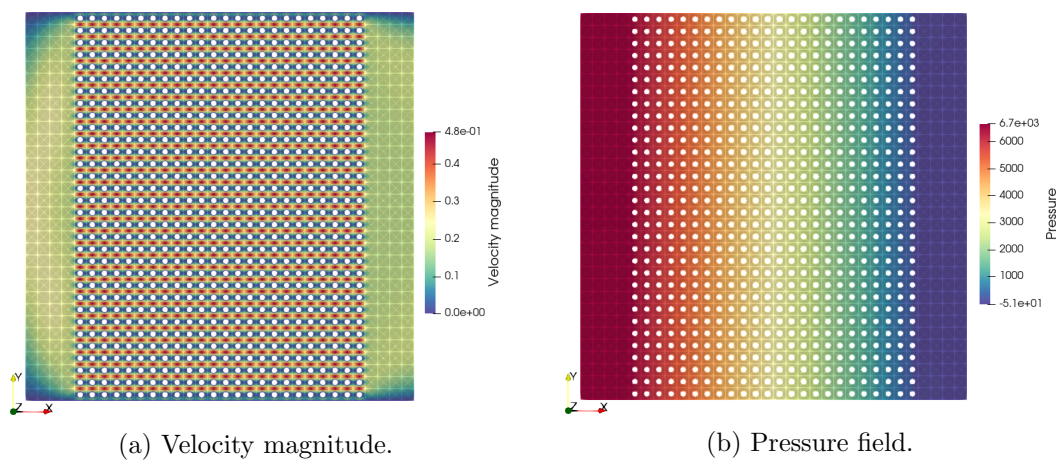 4.8e-01
0.4
0.3
0.2
0.1
0.0e+00
Velocity magnitude
Y
Z
X
(a) Velocity magnitude.
6.7e+03
6000
5000
4000
3000
2000
1000
-5.1e+01
Pressure
Y
Z
X
(b) Pressure field.